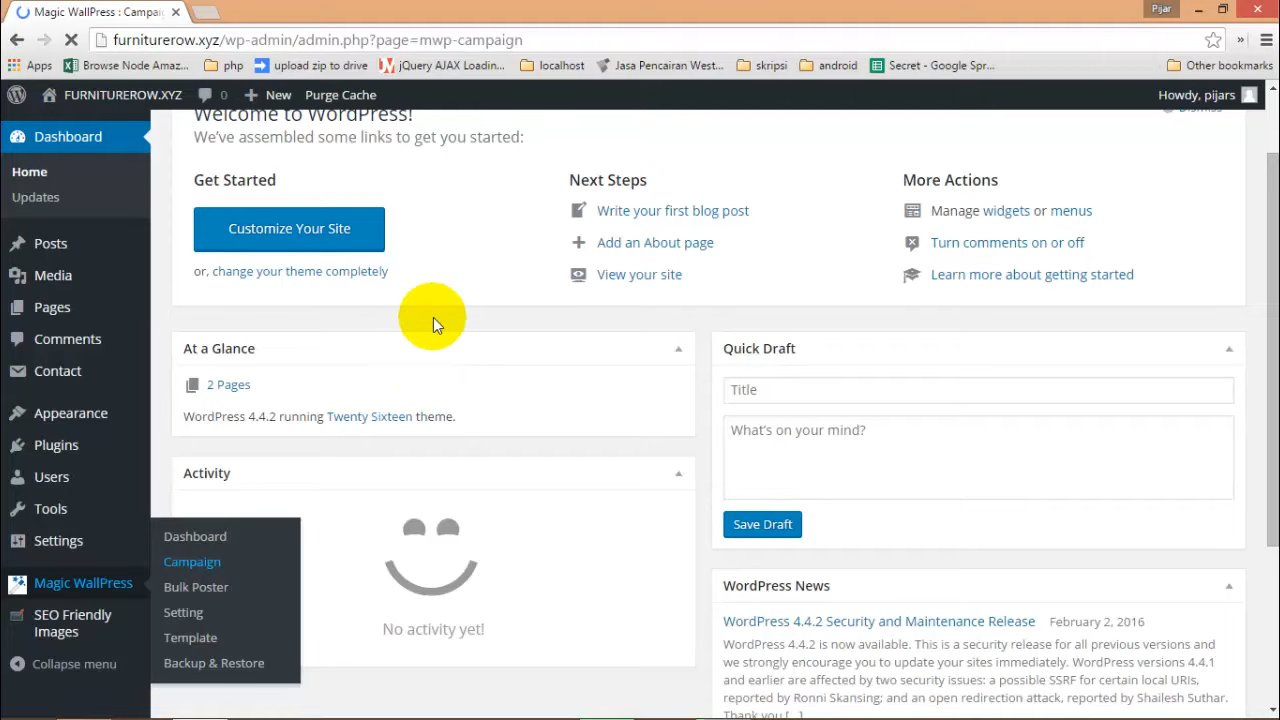 Magic WallPress : Campai
Pijar
furniturerow.xyz/wp-admin/admin.php?page=mwp-campaign
Apps
Browse Node Amaz...
php
upload zip to drive
jQuery AJAX Loadin...
localhost
Jasa Pencairan West...
skripsi
android
Secret - Google Spr...
Other bookmarks
FURNITUREROW.XYZ
0
New
Purge Cache
Howdy, pijars
Dashboard
Home
Updates
Posts
Media
Pages
Comments
Contact
Appearance
Plugins
Users
Tools
Settings
Magic WallPress
SEO Friendly
Images
Collapse menu
Dashboard
Campaign
Bulk Poster
Setting
Template
Backup & Restore
Welcome to WordPress!
Dismiss
We've assembled some links to get you started:
Get Started
Customize Your Site
or, change your theme completely
Next Steps
Write your first blog post
Add an About page
View your site
More Actions
Manage widgets or menus
Turn comments on or off
Learn more about getting started
At a Glance
2 Pages
WordPress 4.4.2 running Twenty Sixteen theme.
Activity
No activity yet!
Quick Draft
Title
What's on your mind?
Save Draft
WordPress News
WordPress 4.4.2 Security and Maintenance Release February 2, 2016
WordPress 4.4.2 is now available. This is a security release for all previous versions and
we strongly encourage you to update your sites immediately. WordPress versions 4.4.1
and earlier are affected by two security issues: a possible SSRF for certain local URIs,
reported by Ronni Skansing; and an open redirection attack, reported by Shailesh Suthar.
Thank you [...]